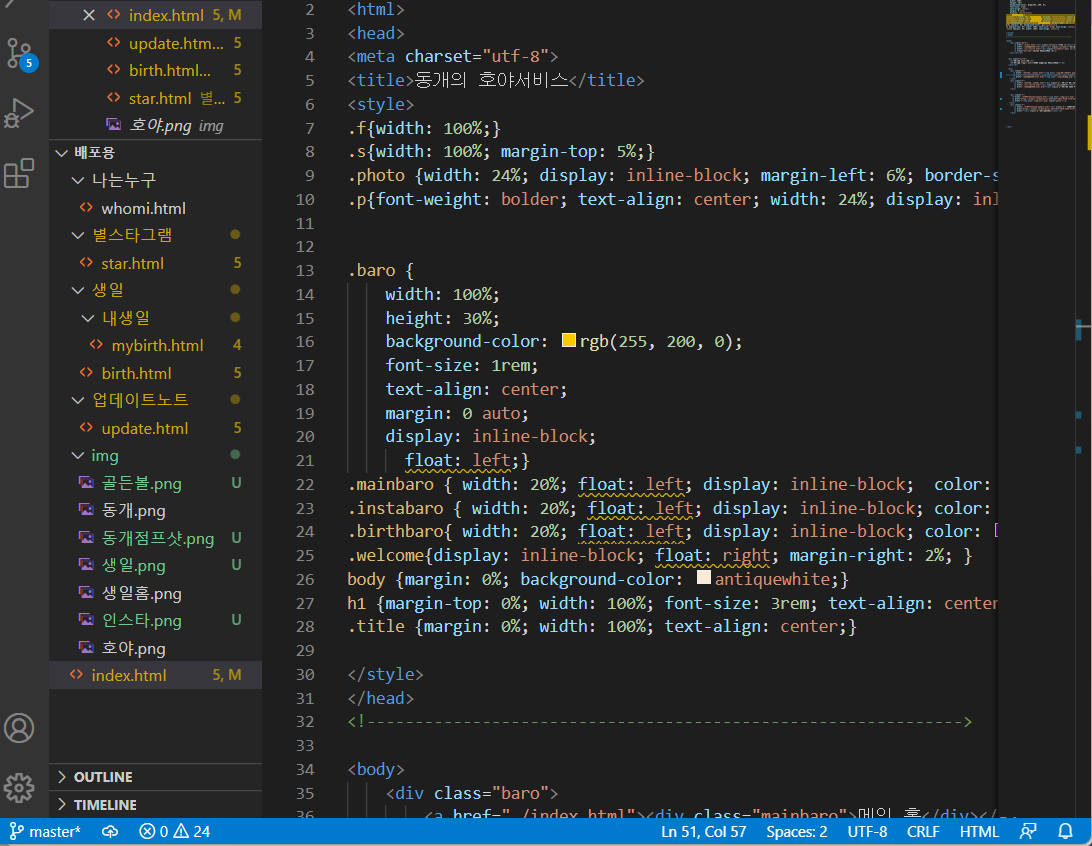 index.html 5, M
update.htm... 5
birth.html... 5
star.html 별... 5
호야.png img
5
배포용
나는누구
whomi.html
별스타그램
star.html 5
생일
내생일
mybirth.html 4
birth.html 5
업데이트노트
update.html 5
img
골든볼.png U
동개.png
동개점프샷.png U
생일.png U
생일홈.png
인스타.png U
호야.png
index.html 5, M
OUTLINE
TIMELINE
2 <html>
3 <head>
4 <meta charset="utf-8">
5 <title>동개의 호야서비스</title>
6 <style>
7 .f{width: 100%;}
8 .s{width: 100%; margin-top: 5%;}
9 .photo {width: 24%; display: inline-block; margin-left: 6%; border-s
10 .p{font-weight: bolder; text-align: center; width: 24%; display: inl
11
12
13 .baro {
14 width: 100%;
15 height: 30%;
16 background-color: rgb(255, 200, 0);
17 font-size: 1rem;
18 text-align: center;
19 margin: 0 auto;
20 display: inline-block;
21 float: left;}
22 .mainbaro { width: 20%; float: left; display: inline-block; color:
23 .instabaro { width: 20%; float: left; display: inline-block; color:
24 .birthbaro{ width: 20%; float: left; display: inline-block; color:
25 .welcome{display: inline-block; float: right; margin-right: 2%; }
26 body {margin: 0%; background-color: antiquewhite;}
27 h1 {margin-top: 0%; width: 100%; font-size: 3rem; text-align: center
28 .title {margin: 0%; width: 100%; text-align: center;}
29
30 </style>
31 </head>
32 <!-------------------------------------------------------------->
33
34 <body>
35 <div class="baro">
36 <a href="./index.html"><div class="mainbaro">메인 홈</div></
master* 0 24 Ln 51, Col 57 Spaces: 2 UTF-8 CRLF HTML